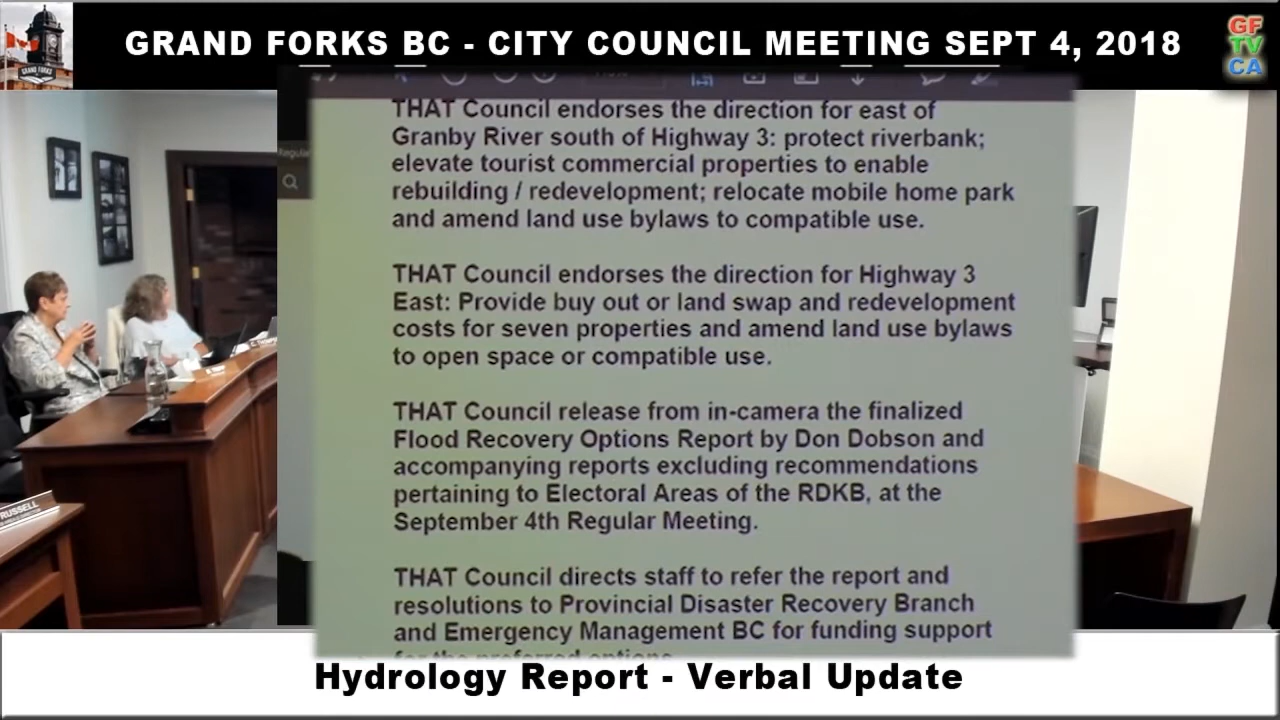 GRAND FORKS BC - CITY COUNCIL MEETING SEPT 4, 2018
GF
TV
CA
GRAND FORKS
THAT Council endorses the direction for east of
Granby River south of Highway 3: protect riverbank;
elevate tourist commercial properties to enable
rebuilding / redevelopment; relocate mobile home park
and amend land use bylaws to compatible use.
THAT Council endorses the direction for Highway 3
East: Provide buy out or land swap and redevelopment
costs for seven properties and amend land use bylaws
to open space or compatible use.
THAT Council release from in-camera the finalized
Flood Recovery Options Report by Don Dobson and
accompanying reports excluding recommendations
pertaining to Electoral Areas of the RDKB, at the
September 4th Regular Meeting.
THAT Council directs staff to refer the report and
resolutions to Provincial Disaster Recovery Branch
and Emergency Management BC for funding support
for the preferred options.
RUSSELL
Hydrology Report - Verbal Update